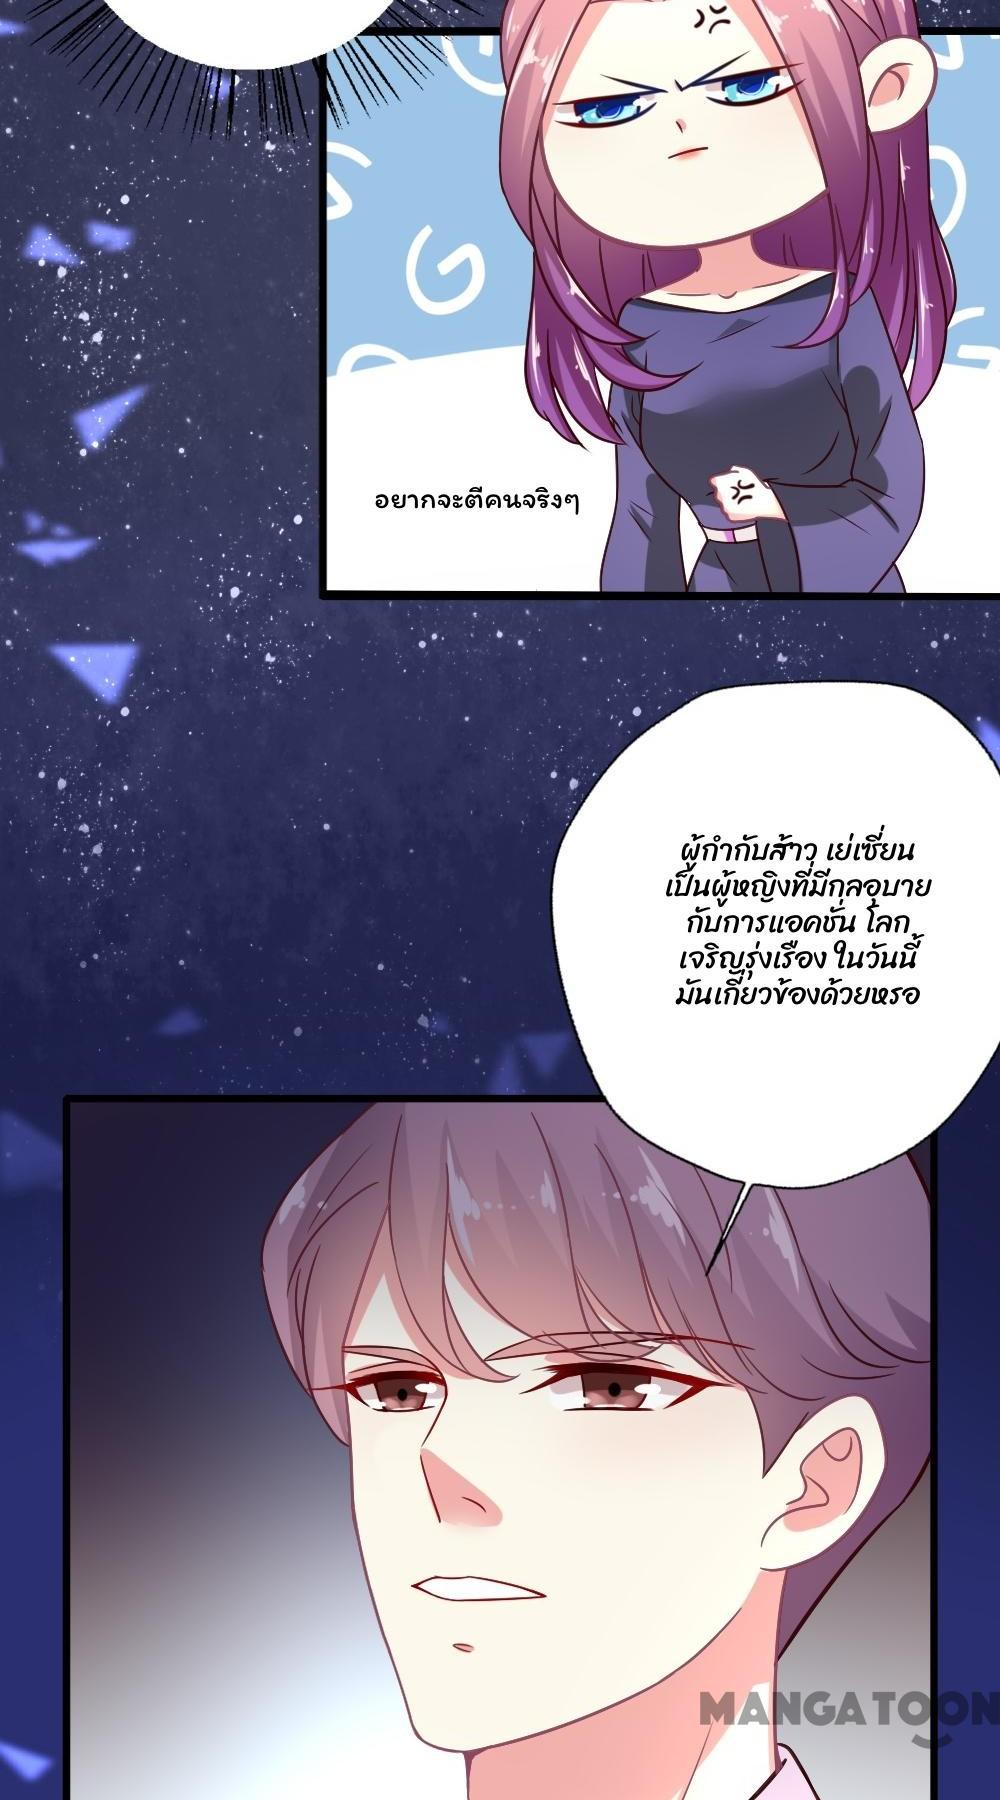 G
G
G
G
G
อยากจะตีคนจริงๆ
ผู้กำกับส้าว เย่เซี่ยน
เป็นผู้หญิงที่มีกลอุบาย
กับการแอคชั่น โลก
เจริญรุ่งเรือง ในวันนี้
มันเกี่ยวข้องด้วยหรอ
MANGATOON